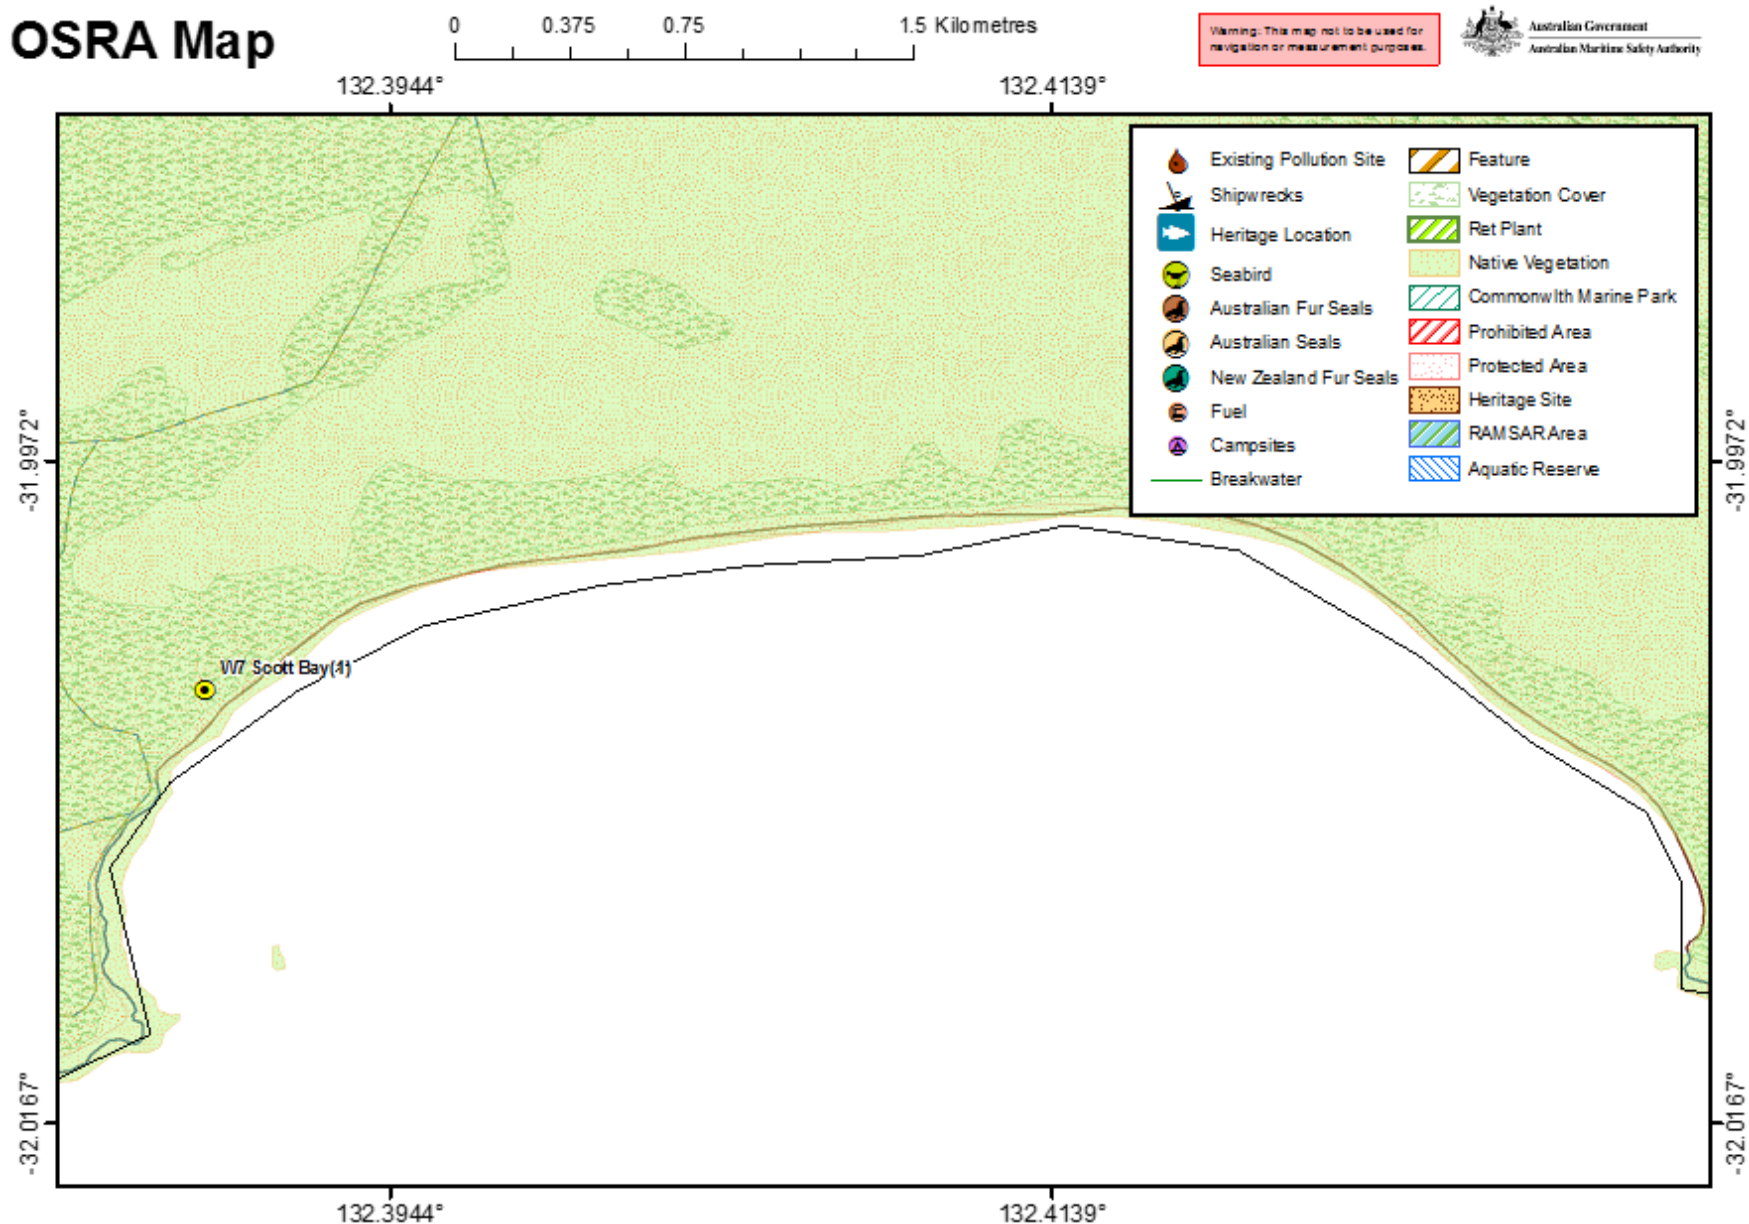 OSRA Map
0 0.375 0.75 1.5 Kilometres
Warning: This map not to be used for
navigation or measurement purposes.
Australian Government
Australian Maritime Safety Authority
132.3944° 132.4139°
Existing Pollution Site
Shipwrecks
Heritage Location
Seabird
Australian Fur Seals
Australian Seals
New Zealand Fur Seals
Fuel
Campsites
Breakwater
Feature
Vegetation Cover
Ret Plant
Native Vegetation
Commonwlth Marine Park
Prohibited Area
Protected Area
Heritage Site
RAMSAR Area
Aquatic Reserve
-31.9972° -31.9972°
W7 Scott Bay(4)
-32.0167° -32.0167°
132.3944° 132.4139°